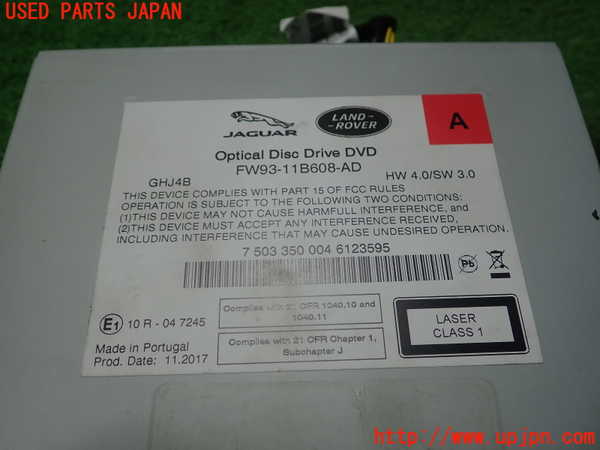 USED PARTS JAPAN
JAGUAR
LAND-
-ROVER
A
Optical Disc Drive DVD
FW93-11B608-AD
GHJ4B
HW 4.0/SW 3.0
THIS DEVICE COMPLIES WITH PART 15 OF FCC RULES
OPERATION IS SUBJECT TO THE FOLLOWING TWO CONDITIONS:
(1)THIS DEVICE MAY NOT CAUSE HARMFULL INTERFERENCE, AND
(2)THIS DEVICE MUST ACCEPT ANY INTERFERENCE RECEIVED,
INCLUDING INTERFERENCE THAT MAY CAUSE UNDESIRED OPERATION.
7 503 350 004 6123595
Pb
E1 10 R - 04 7245
Complies with 21 CFR 1040.10 and
1040.11
LASER
CLASS 1
Made in Portugal
Prod. Date: 11.2017
Complies with 21 CFR Chapter 1,
Subchapter J
http://www.upjpn.com/